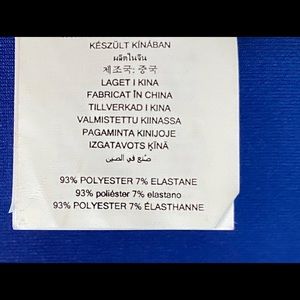 KÉSZÜLT KÍNÁBAN
ผลิตในจีน
제조국: 중국
LAGET I KINA
FABRICAT ÎN CHINA
TILLVERKAD I KINA
VALMISTETTU KIINASSA
PAGAMINTA KINIJOJE
IZGATAVOTS ĶĪNĀ
صُنع في الصين
93% POLYESTER 7% ELASTANE
93% poliéster 7% elastano
93% POLYESTER 7% ÉLASTHANNE